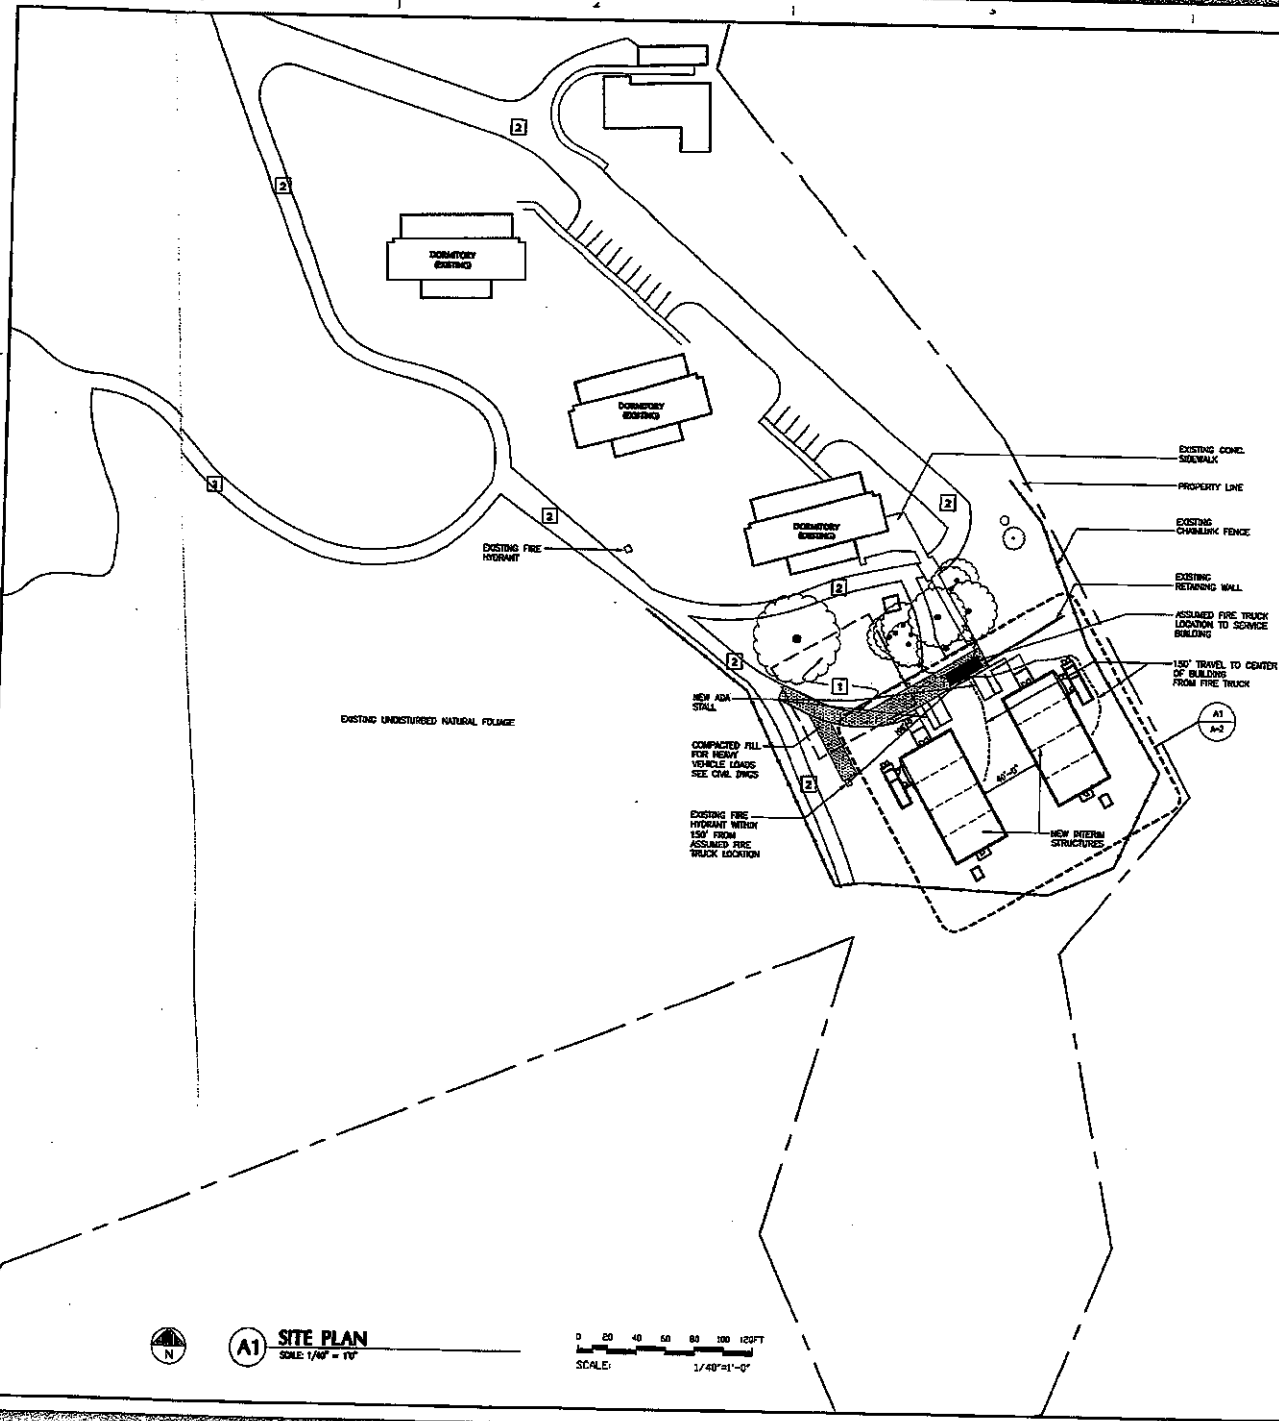 2
2
DORMITORY
(EXISTING)
DORMITORY
(EXISTING)
EXISTING CONC.
SIDEWALK
PROPERTY LINE
1
2
2
DORMITORY
(EXISTING)
EXISTING
CHAINLINK FENCE
EXISTING FIRE
HYDRANT
2
EXISTING
RETAINING WALL
ASSUMED FIRE TRUCK
LOCATION TO SERVICE
BUILDING
2
1
150' TRAVEL TO CENTER
OF BUILDING
FROM FIRE TRUCK
NEW ADA
STALL
EXISTING UNDISTURBED NATURAL FOLIAGE
A1
A-2
COMPACTED FILL
FOR HEAVY
VEHICLE LOADS
SEE CIVIL DWGS
2
40'-0"
EXISTING FIRE
HYDRANT WITHIN
150' FROM
ASSUMED FIRE
TRUCK LOCATION
NEW INTERIM
STRUCTURES
N
A1
SITE PLAN
SCALE: 1/40" = 1'0"
0 20 40 60 80 100 120FT
SCALE: 1/40"=1'-0"